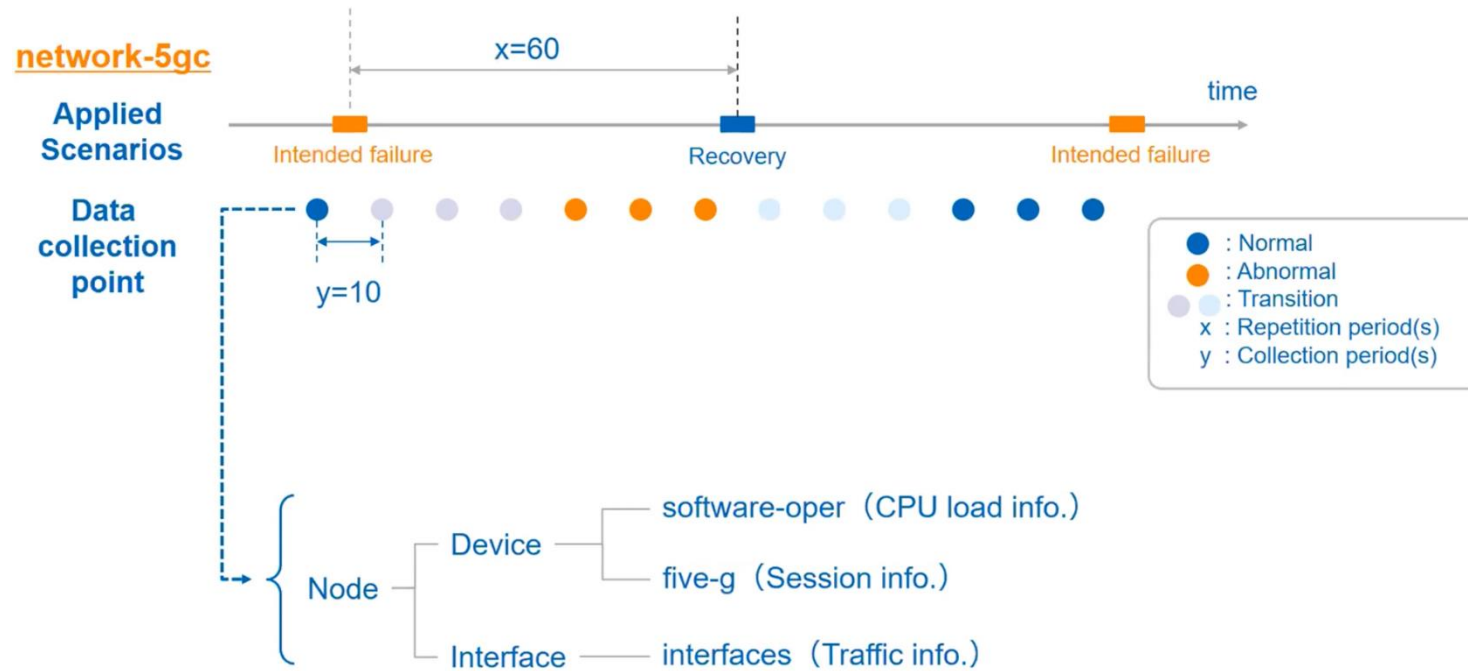 network-5gc
x=60
time
Applied
Scenarios
Intended failure
Recovery
Intended failure
Data
collection
point
y=10
: Normal
: Abnormal
: Transition
x : Repetition period(s)
y : Collection period(s)
software-oper（CPU load info.）
Device
five-g（Session info.）
Node
Interface
interfaces（Traffic info.）